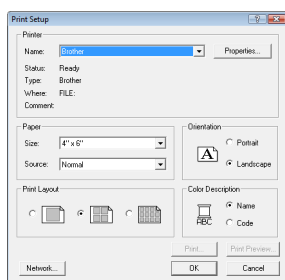 Print Setup
Printer
Name: Brother Properties...
Status: Ready
Type: Brother
Where: FILE:
Comment:
Paper
Size: 4" x 6"
Source: Normal
Orientation
A
Portrait
Landscape
Print Layout
Color Description
ABC
Name
Code
Print... Print Preview...
Network... OK Cancel